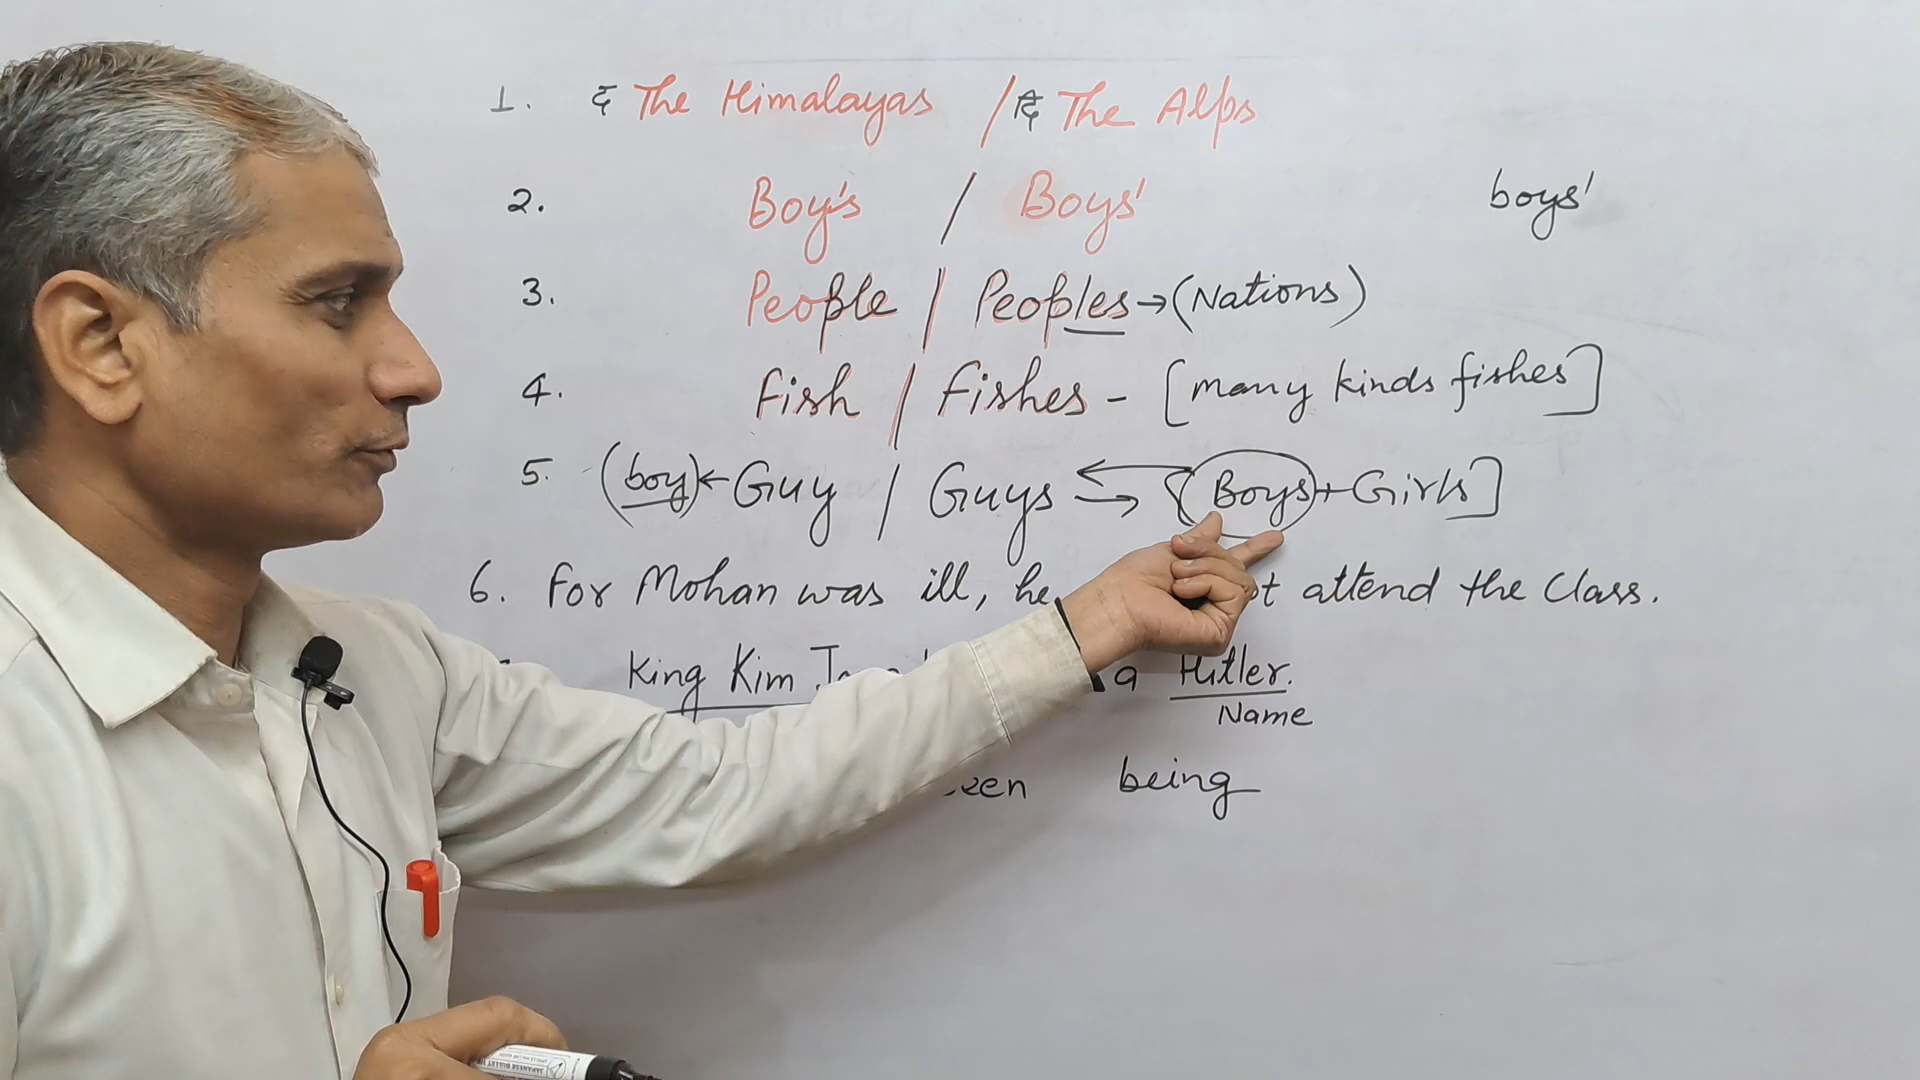 1. द The Himalayas / दि The Alps
2. Boy's / Boys' boys'
3. People / Peoples → (Nations)
4. Fish / Fishes - [many kinds fishes]
5. (boy) ← Guy / Guys ⇄ {Boys + Girls]
6. For Mohan was ill, he attend the Class.
King Kim a Hitler.
Name
being